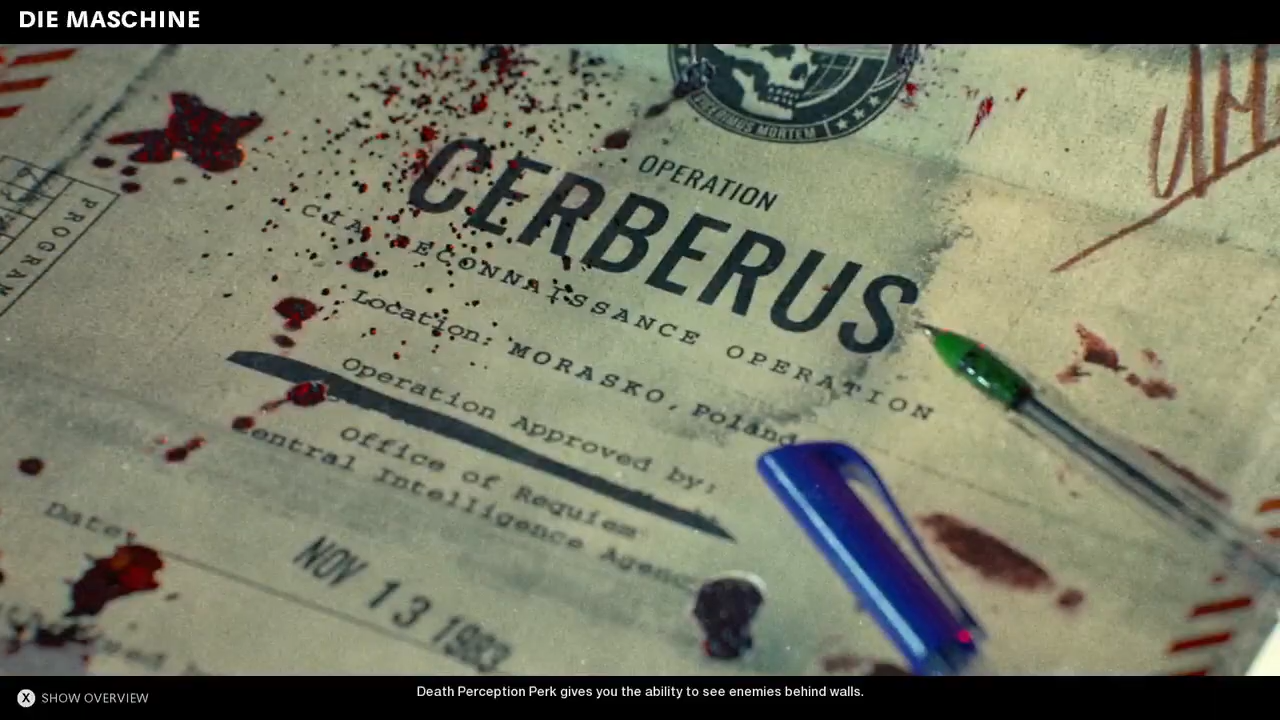 DIE MASCHINE
MORTEM
OPERATION
CERBERUS
CIA RECONNAISSANCE OPERATION
Location: MORASKO, Poland
Operation Approved by:
Office of Requiem
Central Intelligence Agency
Date:
NOV 13 1983
PROGRAM
X SHOW OVERVIEW
Death Perception Perk gives you the ability to see enemies behind walls.